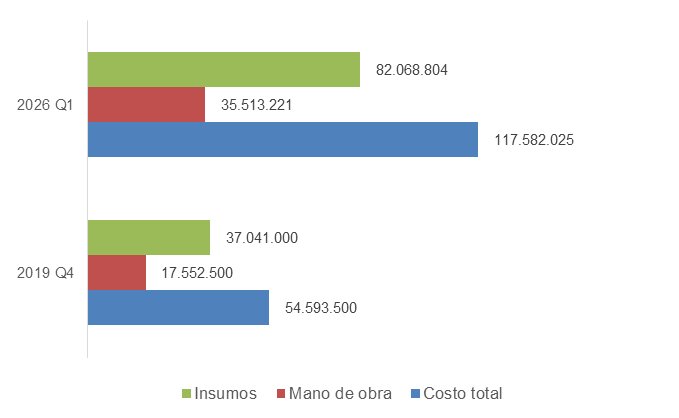 82.068.804
2026 Q1
35.513.221
117.582.025
37.041.000
2019 Q4
17.552.500
54.593.500
Insumos Mano de obra Costo total